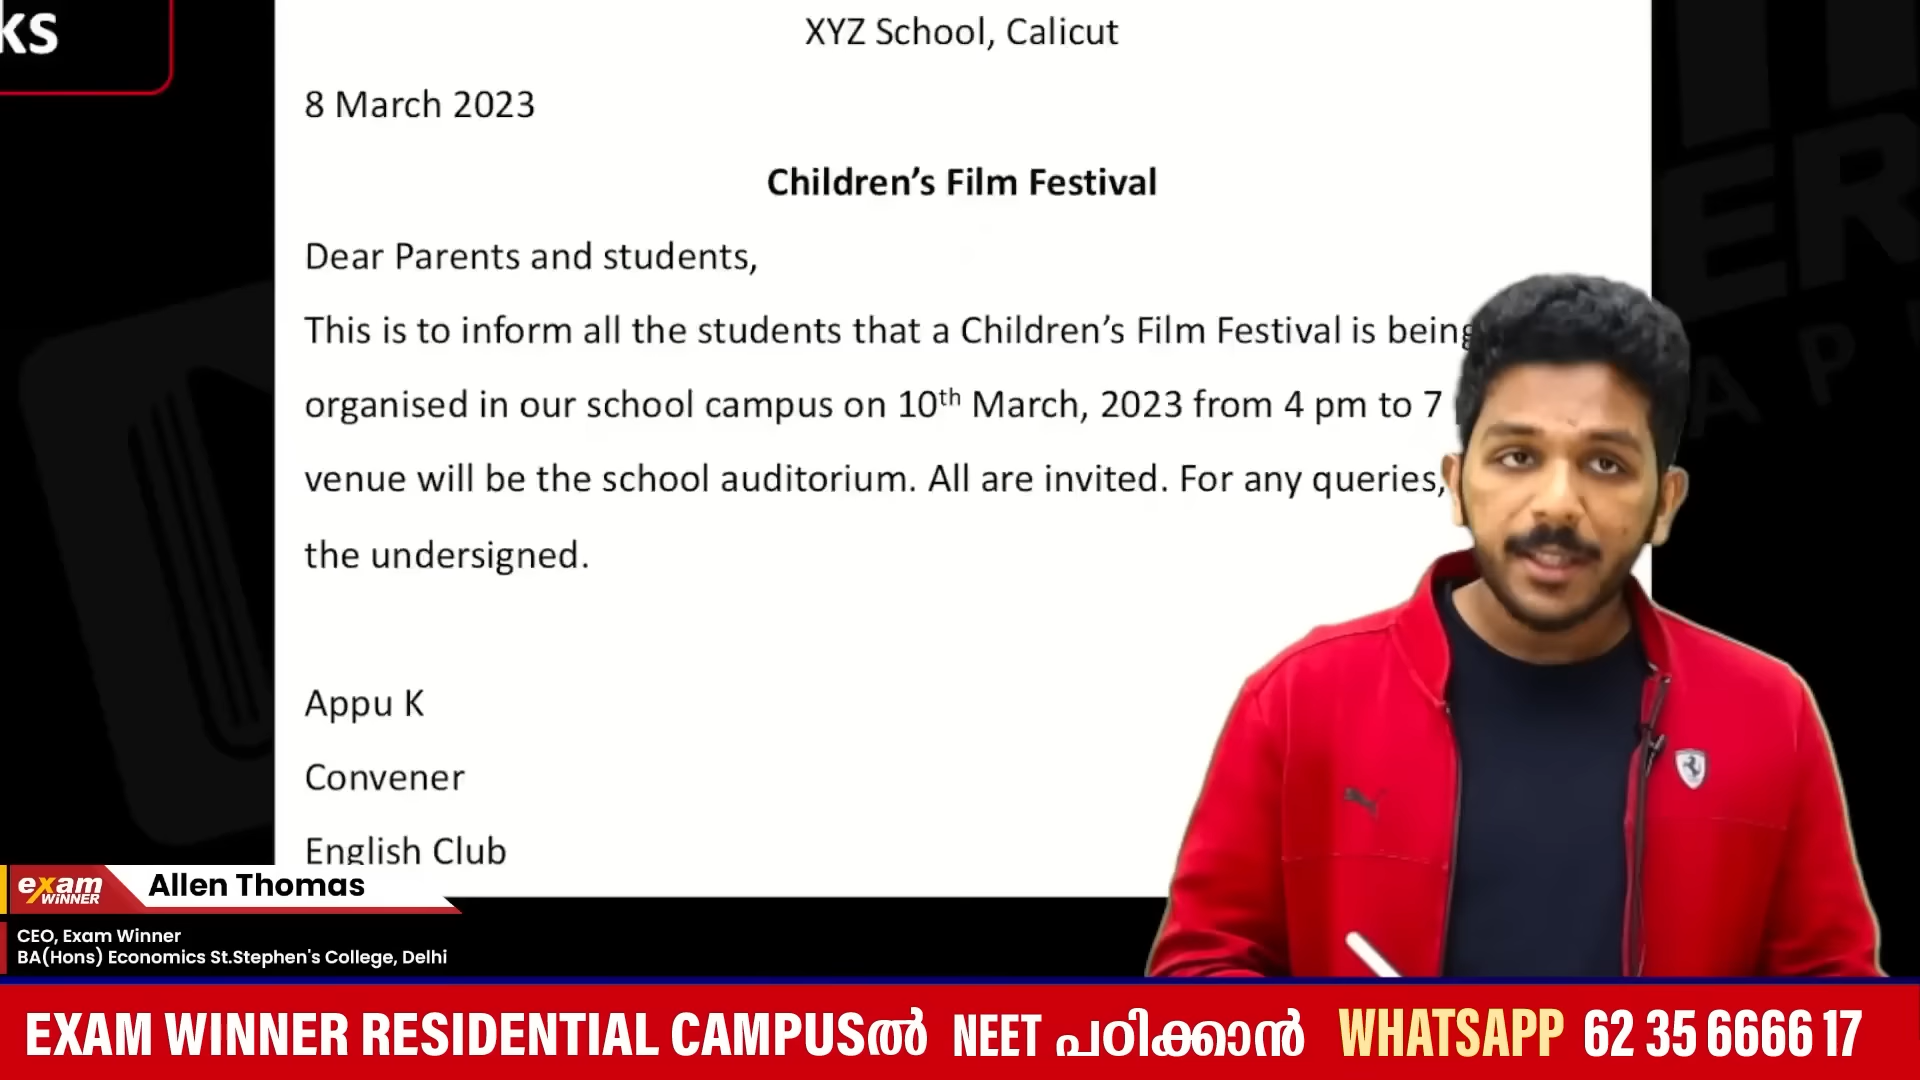 ks
XYZ School, Calicut
8 March 2023
Children's Film Festival
Dear Parents and students,
This is to inform all the students that a Children's Film Festival is being
organised in our school campus on 10th March, 2023 from 4 pm to 7
venue will be the school auditorium. All are invited. For any queries,
the undersigned.
Appu K
Convener
English Club
exam WiNNER
Allen Thomas
CEO, Exam Winner
BA(Hons) Economics St.Stephen's College, Delhi
EXAM WINNER RESIDENTIAL CAMPUSൽ NEET പഠിക്കാൻ WHATSAPP 62 35 6666 17